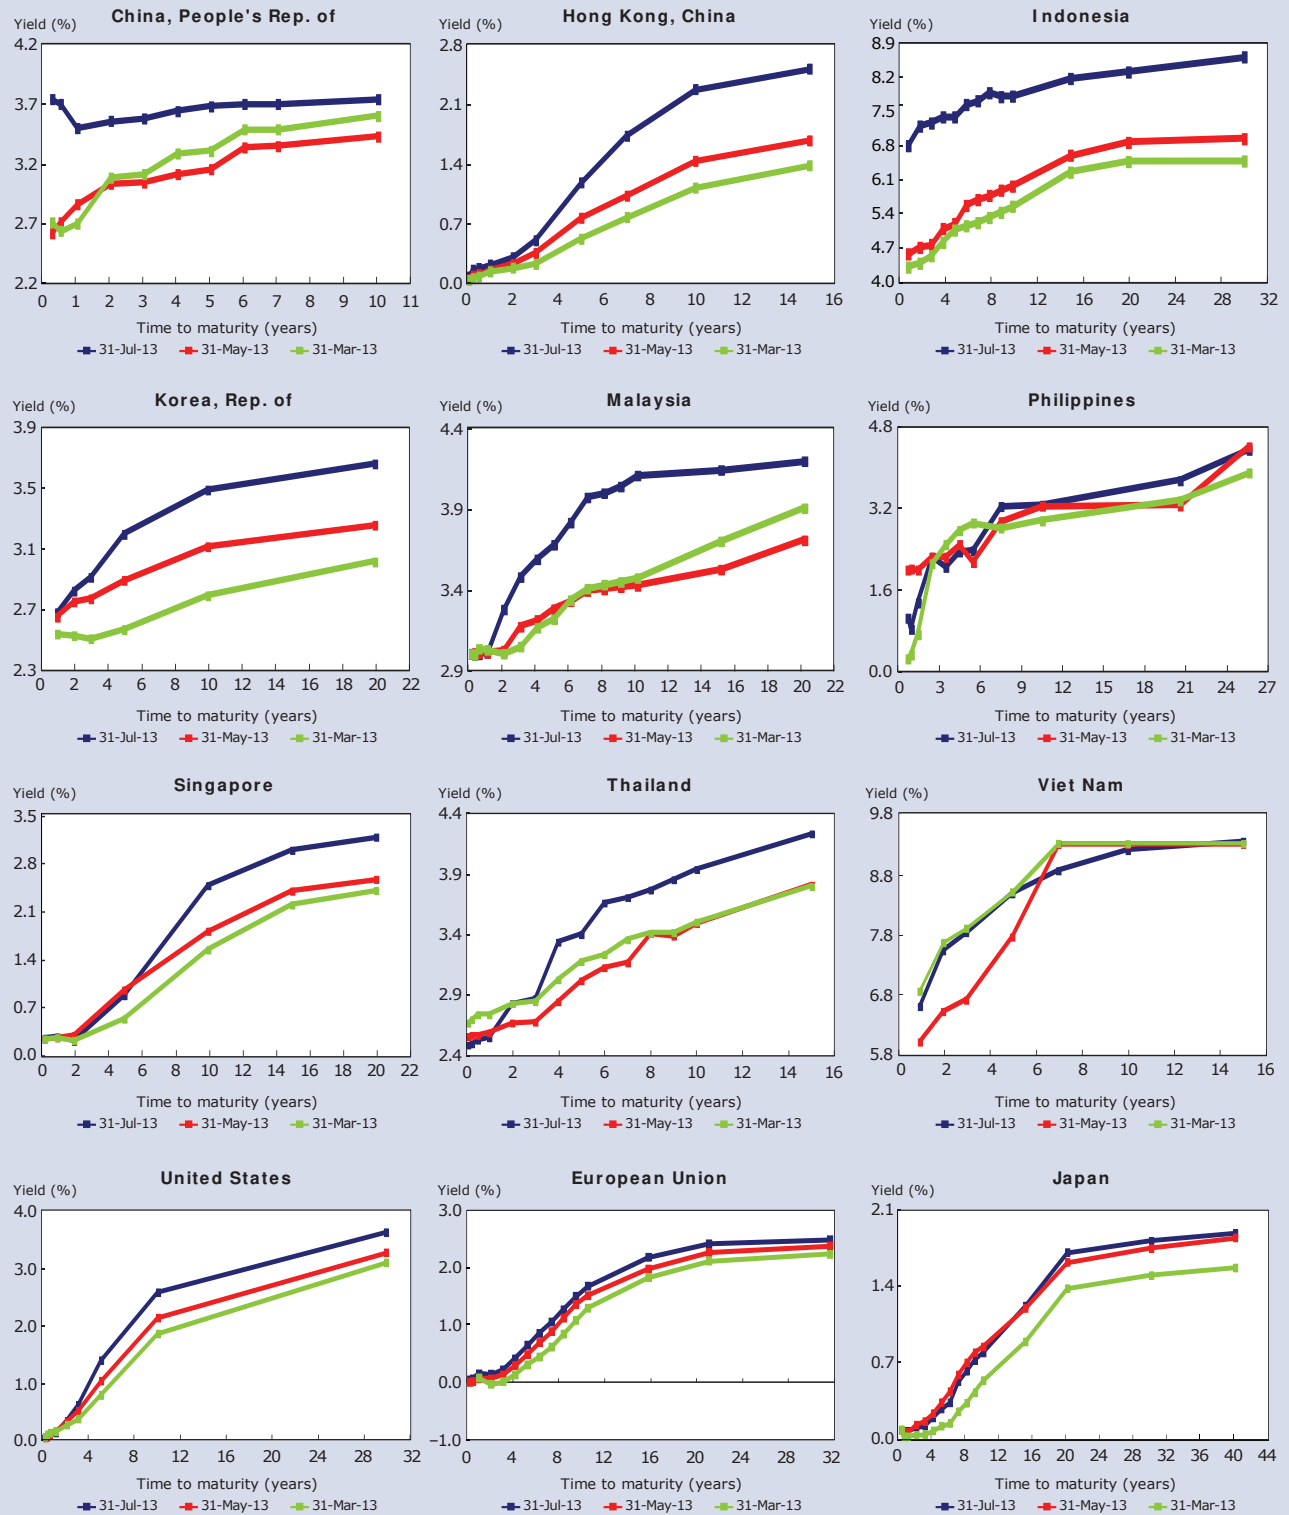 China, People's Rep. of
Yield (%)
4.2
3.7
3.2
2.7
2.2
0 1 2 3 4 5 6 7 8 9 10 11
Time to maturity (years)
31-Jul-13 31-May-13 31-Mar-13
Hong Kong, China
Yield (%)
2.8
2.1
1.4
0.7
0.0
0 2 4 6 8 10 12 14 16
Time to maturity (years)
31-Jul-13 31-May-13 31-Mar-13
Indonesia
Yield (%)
8.9
8.2
7.5
6.8
6.1
5.4
4.7
4.0
0 4 8 12 16 20 24 28 32
Time to maturity (years)
31-Jul-13 31-May-13 31-Mar-13
Korea, Rep. of
Yield (%)
3.9
3.5
3.1
2.7
2.3
0 2 4 6 8 10 12 14 16 18 20 22
Time to maturity (years)
31-Jul-13 31-May-13 31-Mar-13
Malaysia
Yield (%)
4.4
3.9
3.4
2.9
0 2 4 6 8 10 12 14 16 18 20 22
Time to maturity (years)
31-Jul-13 31-May-13 31-Mar-13
Philippines
Yield (%)
4.8
3.2
1.6
0.0
0 3 6 9 12 15 18 21 24 27
Time to maturity (years)
31-Jul-13 31-May-13 31-Mar-13
Singapore
Yield (%)
3.5
2.8
2.1
1.4
0.7
0.0
0 2 4 6 8 10 12 14 16 18 20 22
Time to maturity (years)
31-Jul-13 31-May-13 31-Mar-13
Thailand
Yield (%)
4.4
3.9
3.4
2.9
2.4
0 2 4 6 8 10 12 14 16
Time to maturity (years)
31-Jul-13 31-May-13 31-Mar-13
Viet Nam
Yield (%)
9.8
8.8
7.8
6.8
5.8
0 2 4 6 8 10 12 14 16
Time to maturity (years)
31-Jul-13 31-May-13 31-Mar-13
United States
Yield (%)
4.0
3.0
2.0
1.0
0.0
0 4 8 12 16 20 24 28 32
Time to maturity (years)
31-Jul-13 31-May-13 31-Mar-13
European Union
Yield (%)
3.0
2.0
1.0
0.0
−1.0
0 4 8 12 16 20 24 28 32
Time to maturity (years)
31-Jul-13 31-May-13 31-Mar-13
Japan
Yield (%)
2.1
1.4
0.7
0.0
0 4 8 12 16 20 24 28 32 36 40 44
Time to maturity (years)
31-Jul-13 31-May-13 31-Mar-13